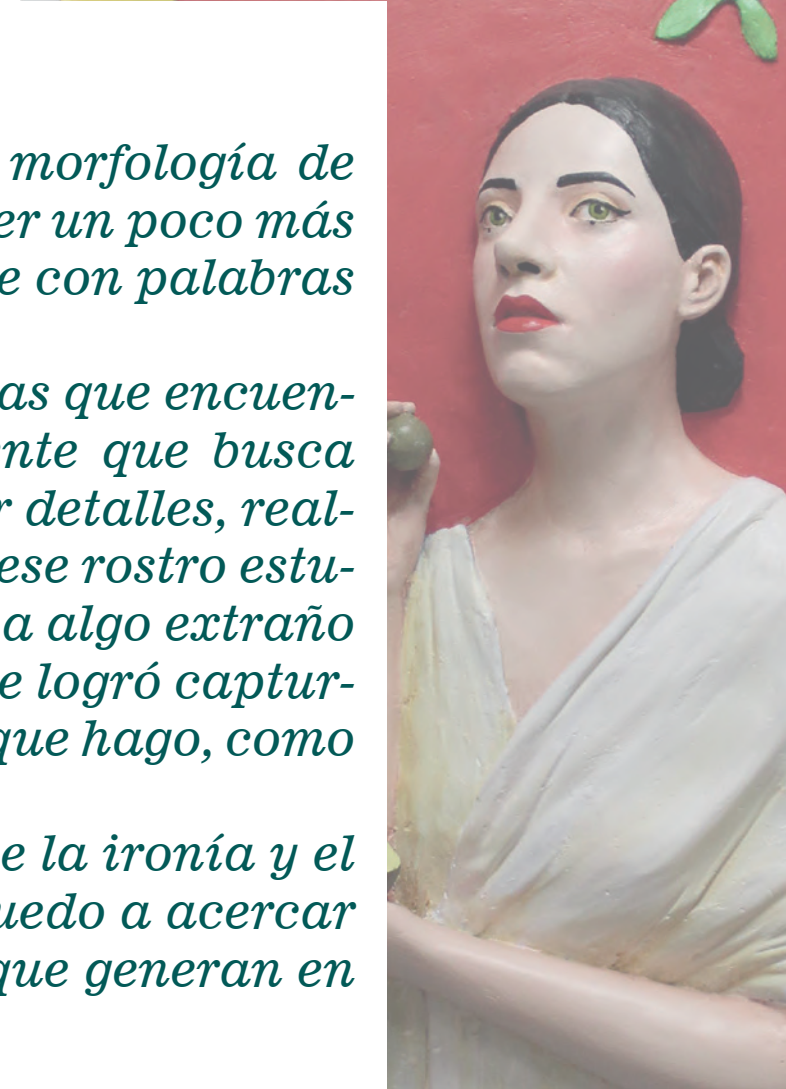 morfología de
er un poco más
e con palabras
as que encuen-
nte que busca
r detalles, real-
ese rostro estu-
a algo extraño
e logró captur-
que hago, como
e la ironía y el
uedo a acercar
que generan en